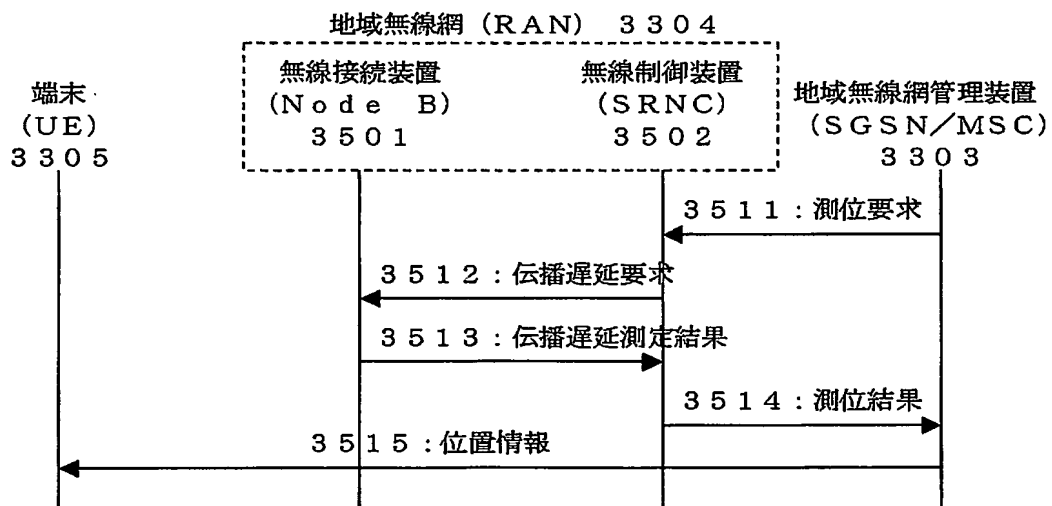 地域無線網（RAN） 3304
無線接続装置
（Node B）
3501
無線制御装置
（SRNC）
3502
端末
（UE）
3305
地域無線網管理装置
（SGSN／MSC）
3303
3511：測位要求
3512：伝播遅延要求
3513：伝播遅延測定結果
3514：測位結果
3515：位置情報